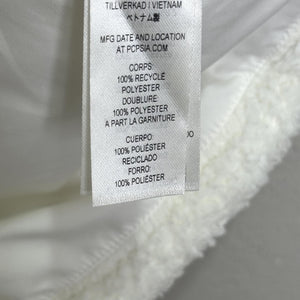 TILLVERKAD I VIETNAM
ベトナム製
MFG DATE AND LOCATION
AT PCPSIA.COM
CORPS:
100% RECYCLÉ
POLYESTER
DOUBLURE:
100% POLYESTER
A PART LA GARNITURE
CUERPO:
100% POLIÉSTER
RECICLADO
FORRO:
100% POLIÉSTER